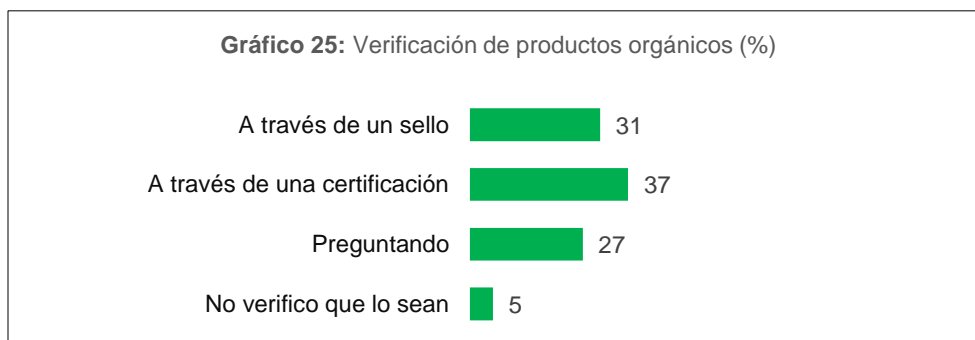 Gráfico 25: Verificación de productos orgánicos (%)
A través de un sello 31
A través de una certificación 37
Preguntando 27
No verifico que lo sean 5